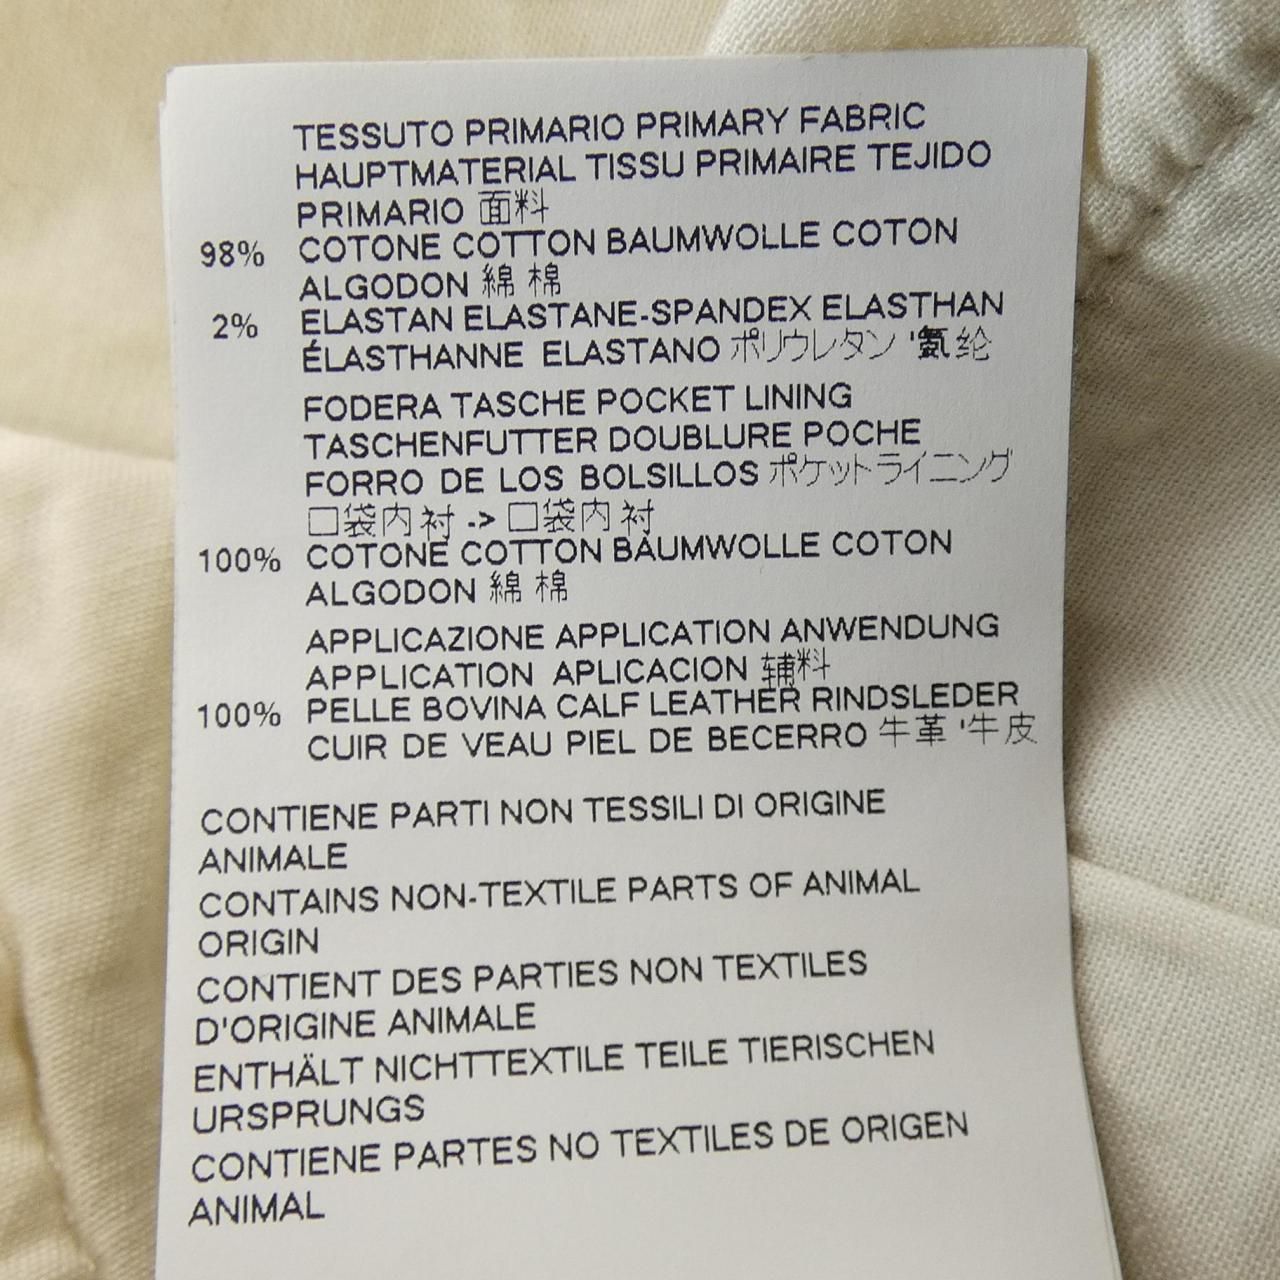 TESSUTO PRIMARIO PRIMARY FABRIC
HAUPTMATERIAL TISSU PRIMAIRE TEJIDO
PRIMARIO 面料
98% COTONE COTTON BAUMWOLLE COTON
ALGODON 綿 棉
2% ELASTAN ELASTANE-SPANDEX ELASTHAN
ÉLASTHANNE ELASTANO ポリウレタン '氨纶
FODERA TASCHE POCKET LINING
TASCHENFUTTER DOUBLURE POCHE
FORRO DE LOS BOLSILLOS ポケットライニング
口袋内衬 -> 口袋内衬
100% COTONE COTTON BAUMWOLLE COTON
ALGODON 綿 棉
APPLICAZIONE APPLICATION ANWENDUNG
APPLICATION APLICACION 辅料
100% PELLE BOVINA CALF LEATHER RINDSLEDER
CUIR DE VEAU PIEL DE BECERRO 牛革 '牛皮
CONTIENE PARTI NON TESSILI DI ORIGINE
ANIMALE
CONTAINS NON-TEXTILE PARTS OF ANIMAL
ORIGIN
CONTIENT DES PARTIES NON TEXTILES
D'ORIGINE ANIMALE
ENTHÄLT NICHTTEXTILE TEILE TIERISCHEN
URSPRUNGS
CONTIENE PARTES NO TEXTILES DE ORIGEN
ANIMAL